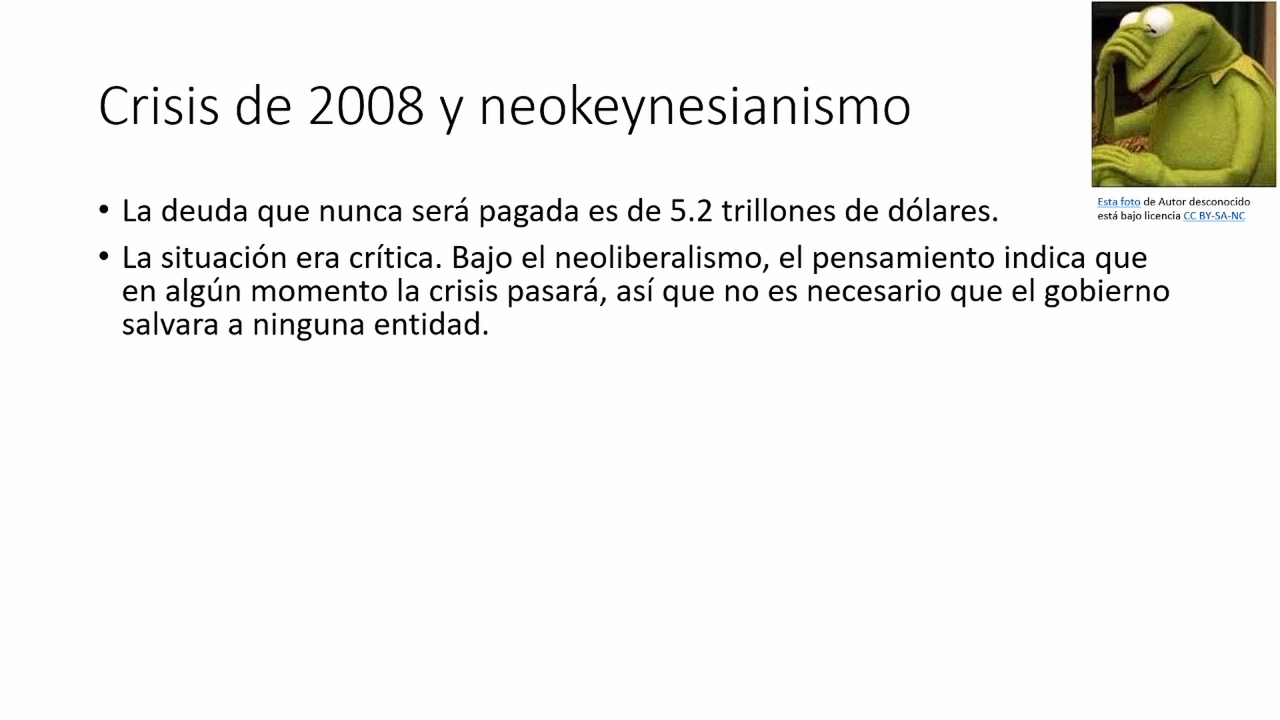 Crisis de 2008 y neokeynesianismo
• La deuda que nunca será pagada es de 5.2 trillones de dólares.
• La situación era crítica. Bajo el neoliberalismo, el pensamiento indica que
en algún momento la crisis pasará, así que no es necesario que el gobierno
salvara a ninguna entidad.
Esta foto de Autor desconocido
está bajo licencia CC BY-SA-NC